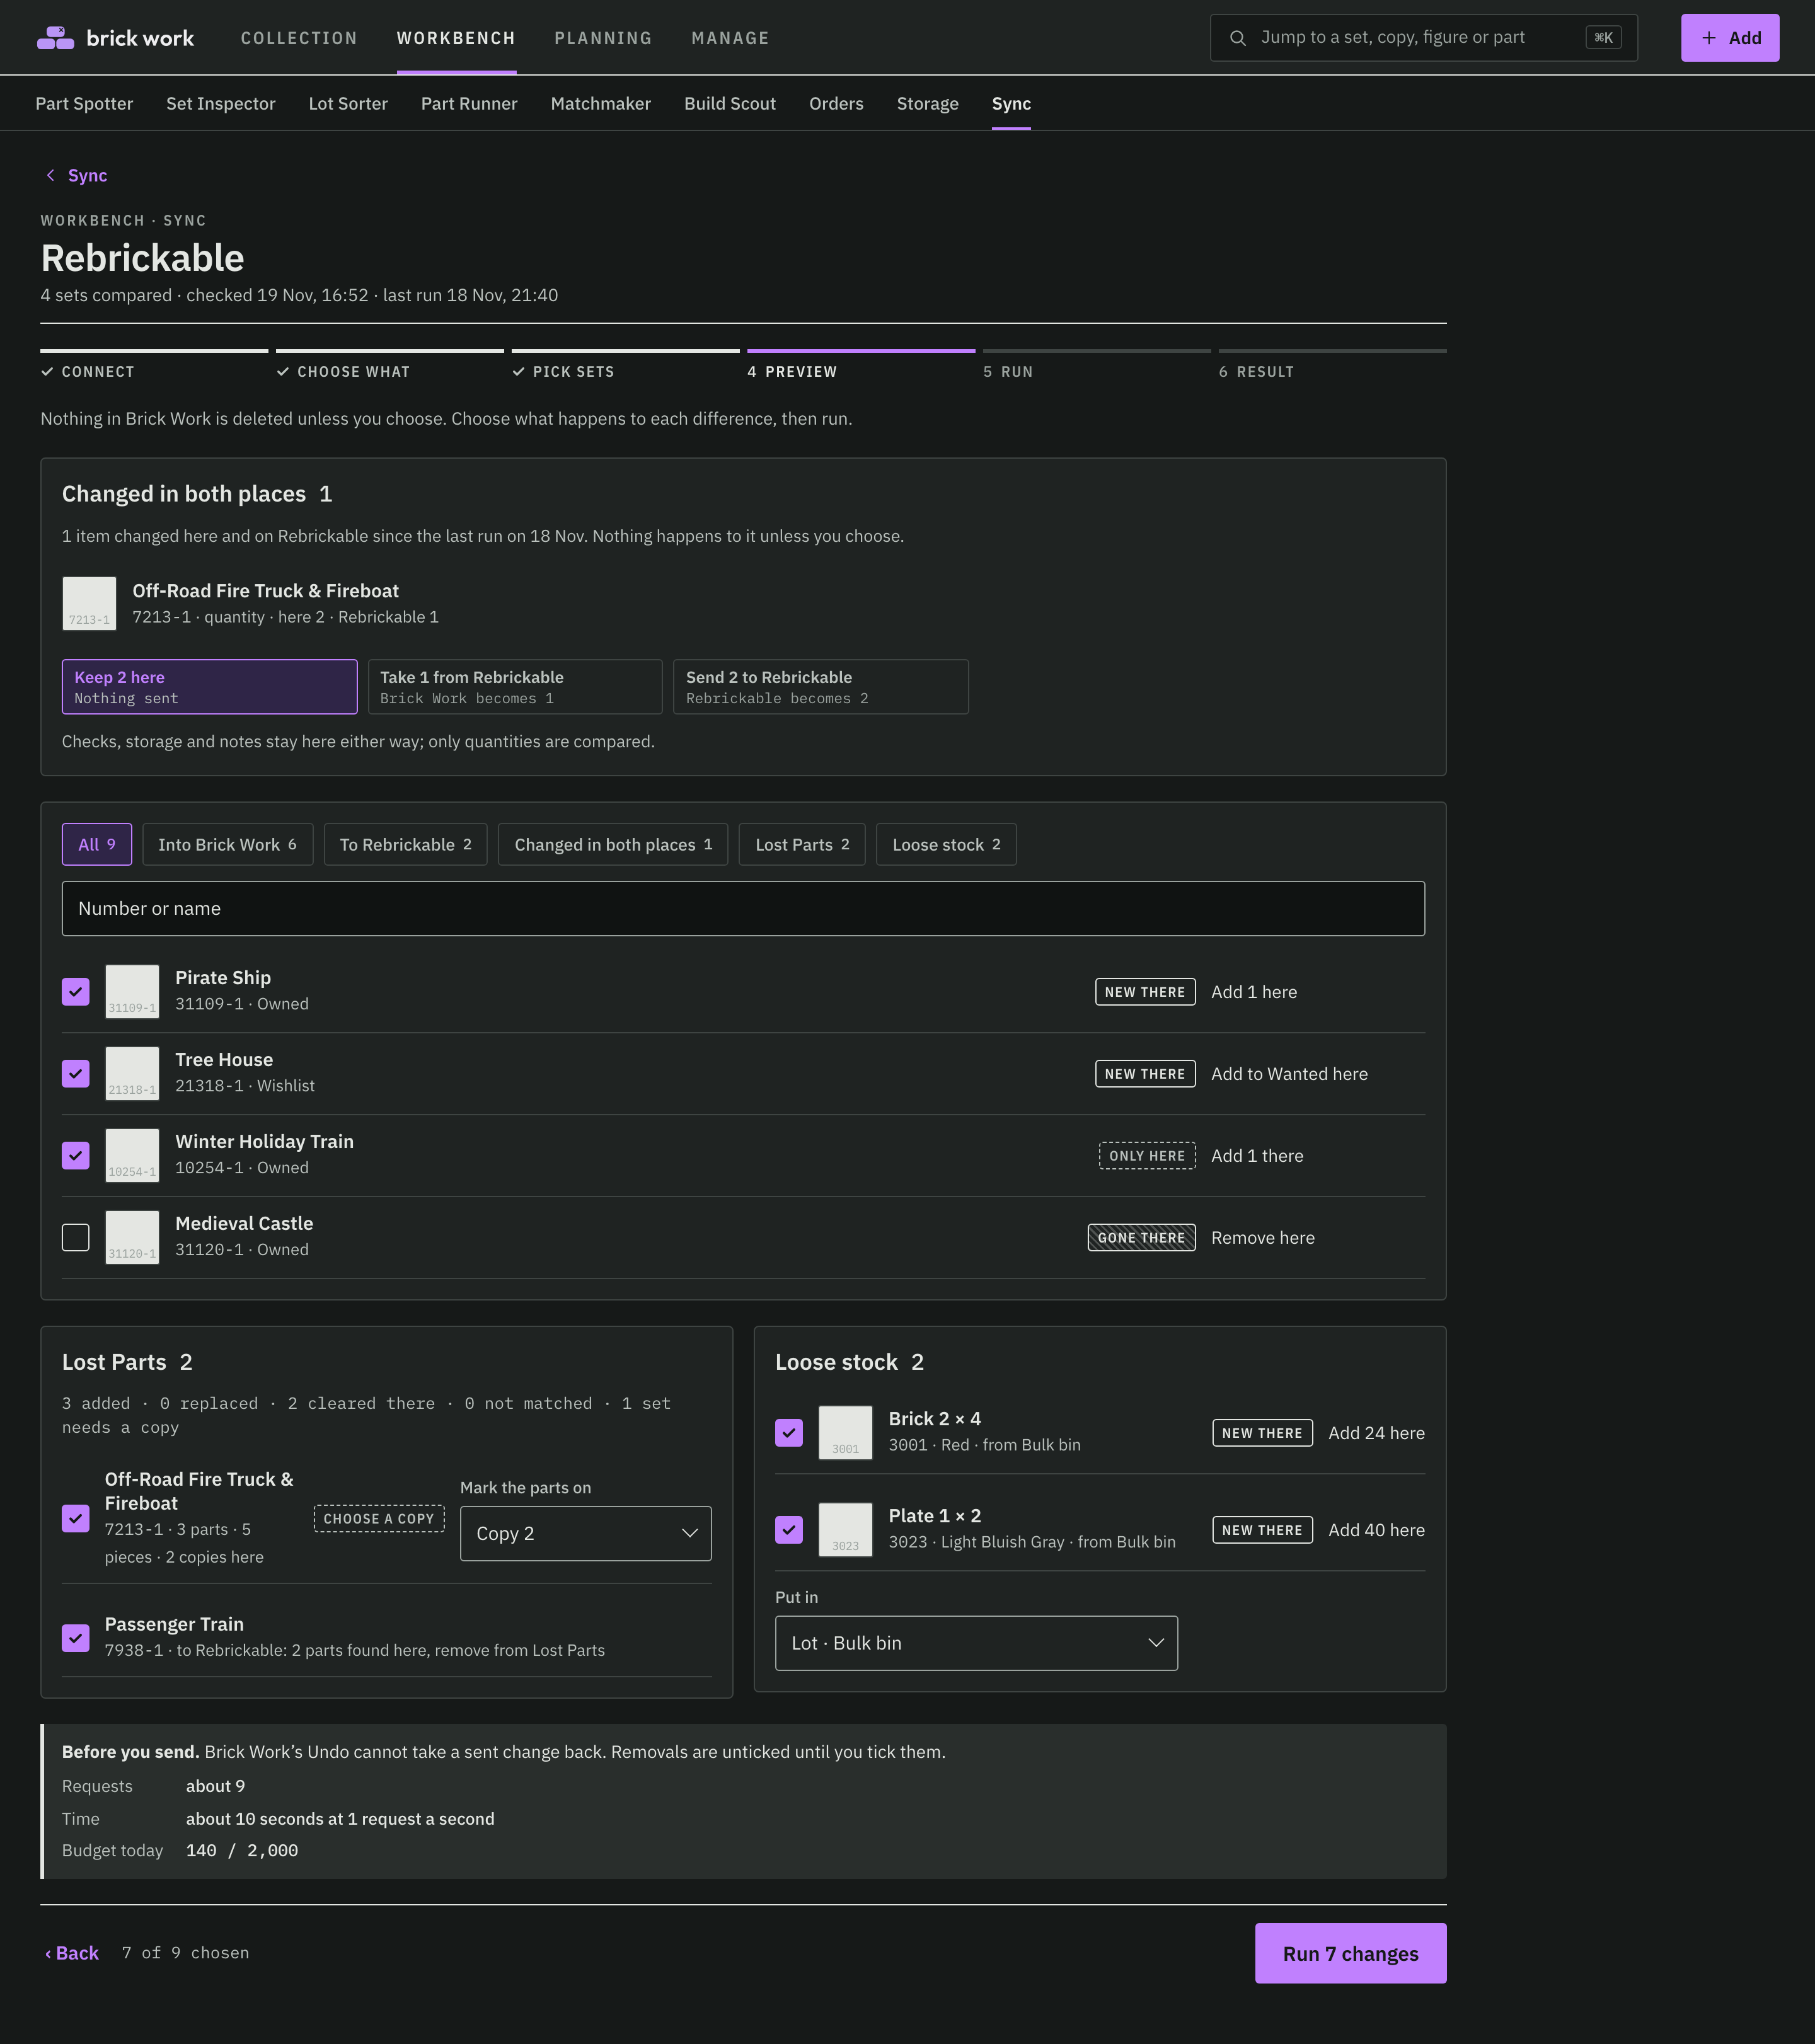 brick work
COLLECTION
WORKBENCH
PLANNING
MANAGE
Jump to a set, copy, figure or part
⌘K
+ Add
Part Spotter
Set Inspector
Lot Sorter
Part Runner
Matchmaker
Build Scout
Orders
Storage
Sync
Sync
WORKBENCH · SYNC
Rebrickable
4 sets compared · checked 19 Nov, 16:52 · last run 18 Nov, 21:40
CONNECT
CHOOSE WHAT
PICK SETS
4 PREVIEW
5 RUN
6 RESULT
Nothing in Brick Work is deleted unless you choose. Choose what happens to each difference, then run.
Changed in both places 1
1 item changed here and on Rebrickable since the last run on 18 Nov. Nothing happens to it unless you choose.
7213-1
Off-Road Fire Truck & Fireboat
7213-1 · quantity · here 2 · Rebrickable 1
Keep 2 here
Nothing sent
Take 1 from Rebrickable
Brick Work becomes 1
Send 2 to Rebrickable
Rebrickable becomes 2
Checks, storage and notes stay here either way; only quantities are compared.
All 9
Into Brick Work 6
To Rebrickable 2
Changed in both places 1
Lost Parts 2
Loose stock 2
Number or name
31109-1
Pirate Ship
31109-1 · Owned
NEW THERE
Add 1 here
21318-1
Tree House
21318-1 · Wishlist
NEW THERE
Add to Wanted here
10254-1
Winter Holiday Train
10254-1 · Owned
ONLY HERE
Add 1 there
31120-1
Medieval Castle
31120-1 · Owned
GONE THERE
Remove here
Lost Parts 2
3 added · 0 replaced · 2 cleared there · 0 not matched · 1 set
needs a copy
Off-Road Fire Truck &
Fireboat
7213-1 · 3 parts · 5
pieces · 2 copies here
CHOOSE A COPY
Mark the parts on
Copy 2
Passenger Train
7938-1 · to Rebrickable: 2 parts found here, remove from Lost Parts
Loose stock 2
3001
Brick 2 × 4
3001 · Red · from Bulk bin
NEW THERE
Add 24 here
3023
Plate 1 × 2
3023 · Light Bluish Gray · from Bulk bin
NEW THERE
Add 40 here
Put in
Lot · Bulk bin
Before you send. Brick Work’s Undo cannot take a sent change back. Removals are unticked until you tick them.
Requests about 9
Time about 10 seconds at 1 request a second
Budget today 140 / 2,000
‹ Back
7 of 9 chosen
Run 7 changes